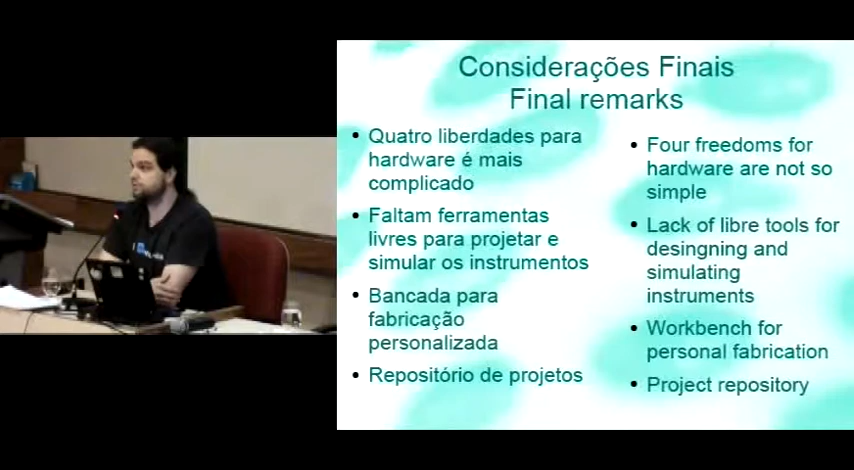 Considerações Finais
Final remarks
Quatro liberdades para
hardware é mais
complicado
Faltam ferramentas
livres para projetar e
simular os instrumentos
Bancada para
fabricação
personalizada
Repositório de projetos
Four freedoms for
hardware are not so
simple
Lack of libre tools for
desingning and
simulating
instruments
Workbench for
personal fabrication
Project repository